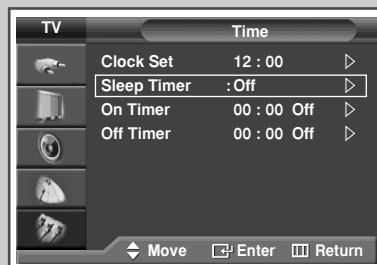 TV Time
Clock Set 12 : 00
Sleep Timer : Off
On Timer 00 : 00 Off
Off Timer 00 : 00 Off
Move Enter Return